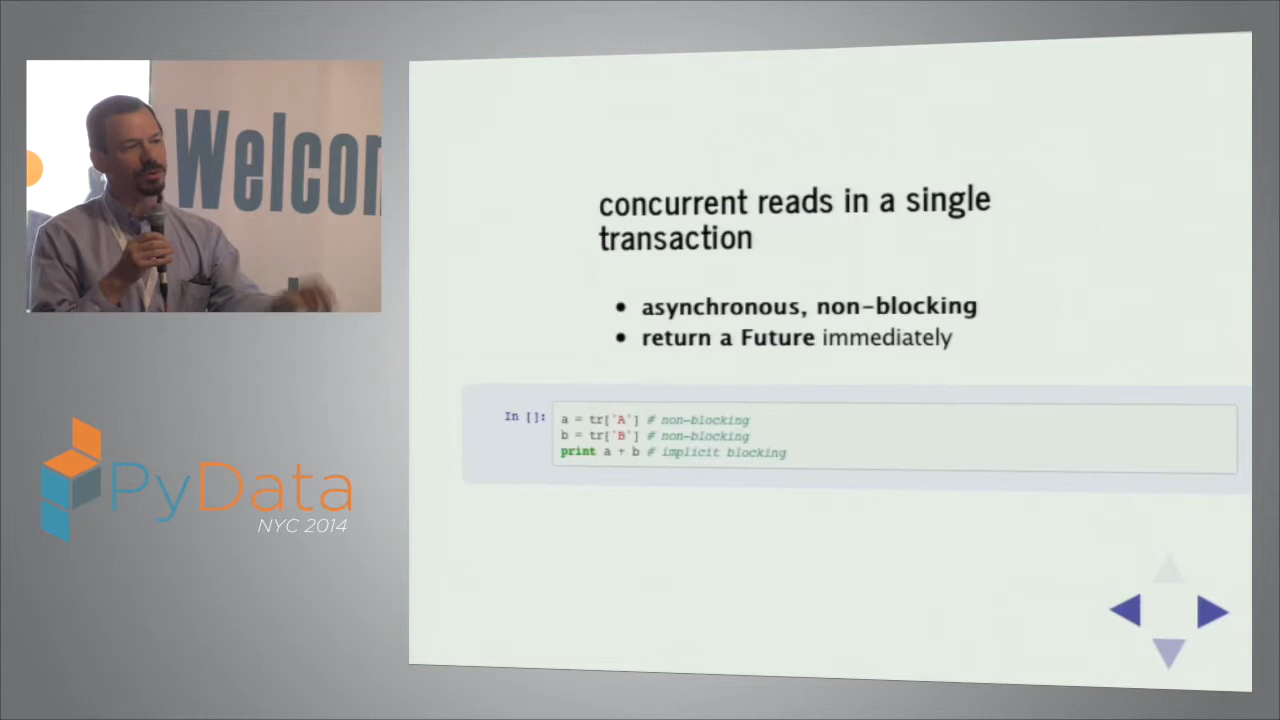 Welcom
concurrent reads in a single
transaction
• asynchronous, non-blocking
• return a Future immediately
In []:
a = tr['A'] # non-blocking
b = tr['B'] # non-blocking
print a + b # implicit blocking
PyData
NYC 2014